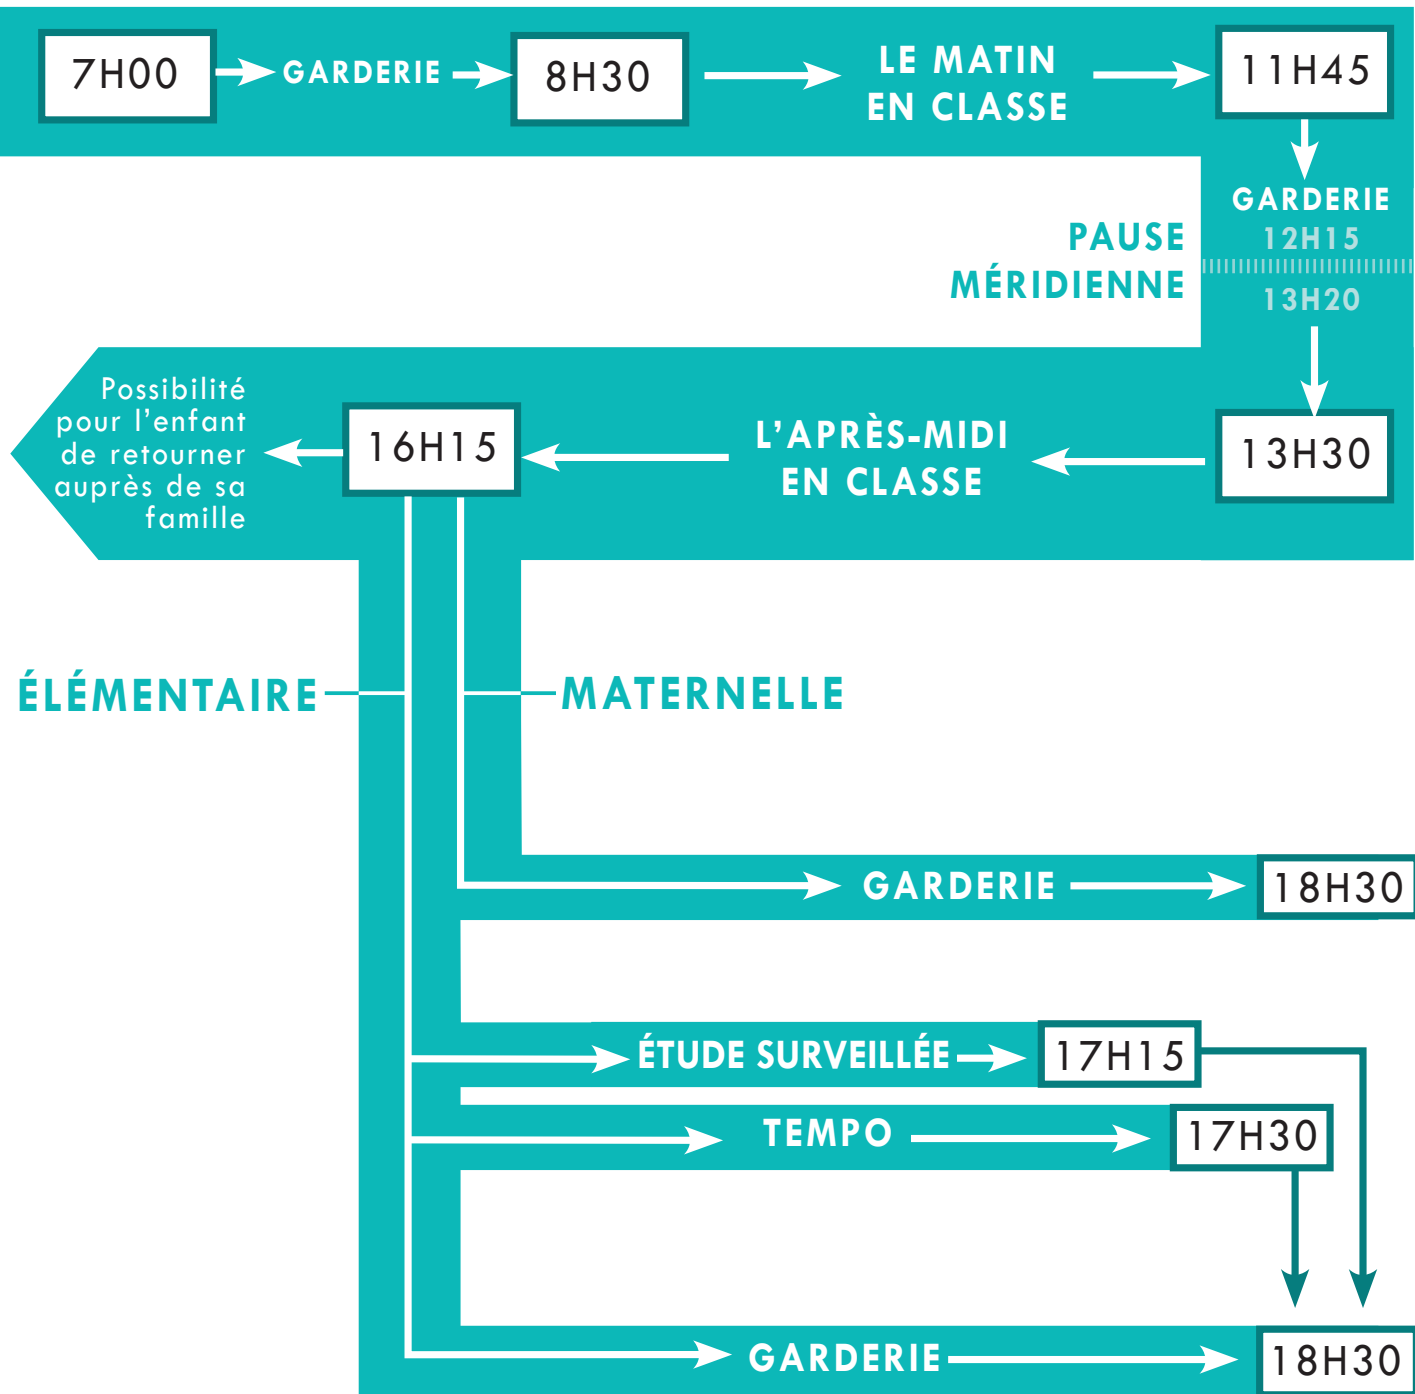 7H00
GARDERIE
8H30
LE MATIN
EN CLASSE
11H45
GARDERIE
12H15
PAUSE
MÉRIDIENNE
13H20
13H30
L'APRÈS-MIDI
EN CLASSE
16H15
Possibilité
pour l'enfant
de retourner
auprès de sa
famille
ÉLÉMENTAIRE
MATERNELLE
GARDERIE
18H30
ÉTUDE SURVEILLÉE
17H15
TEMPO
17H30
GARDERIE
18H30